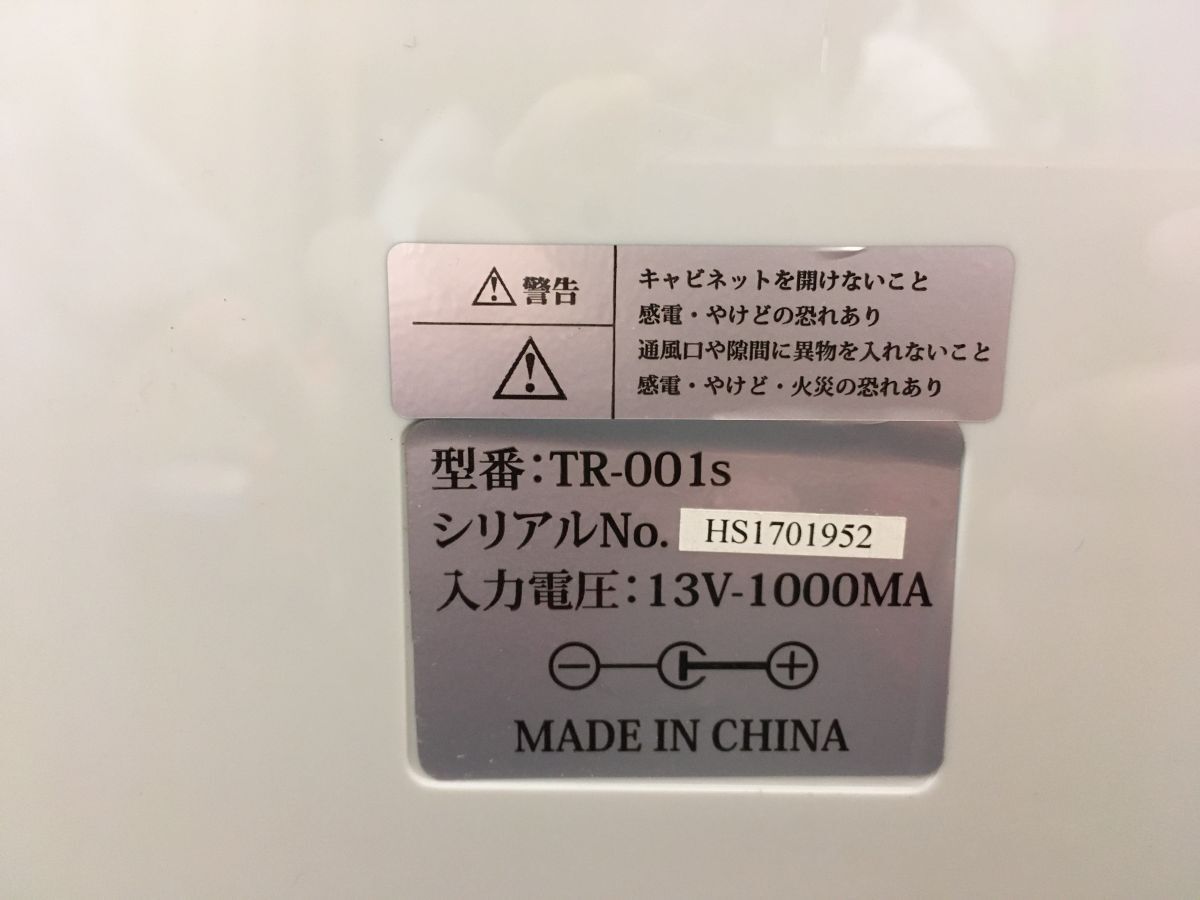 ⚠警告
キャビネットを開けないこと
感電・やけどの恐れあり
通風口や隙間に異物を入れないこと
感電・やけど・火災の恐れあり
型番：TR-001s
シリアルNo. HS1701952
入力電圧：13V-1000MA
MADE IN CHINA